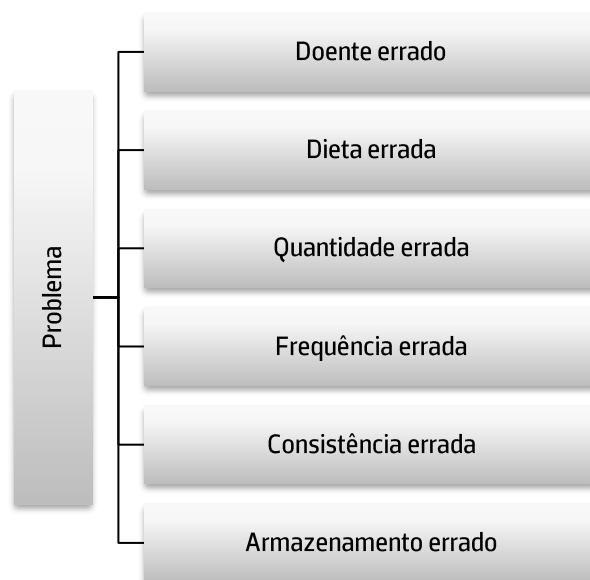 Problema
Doente errado
Dieta errada
Quantidade errada
Frequência errada
Consistência errada
Armazenamento errado